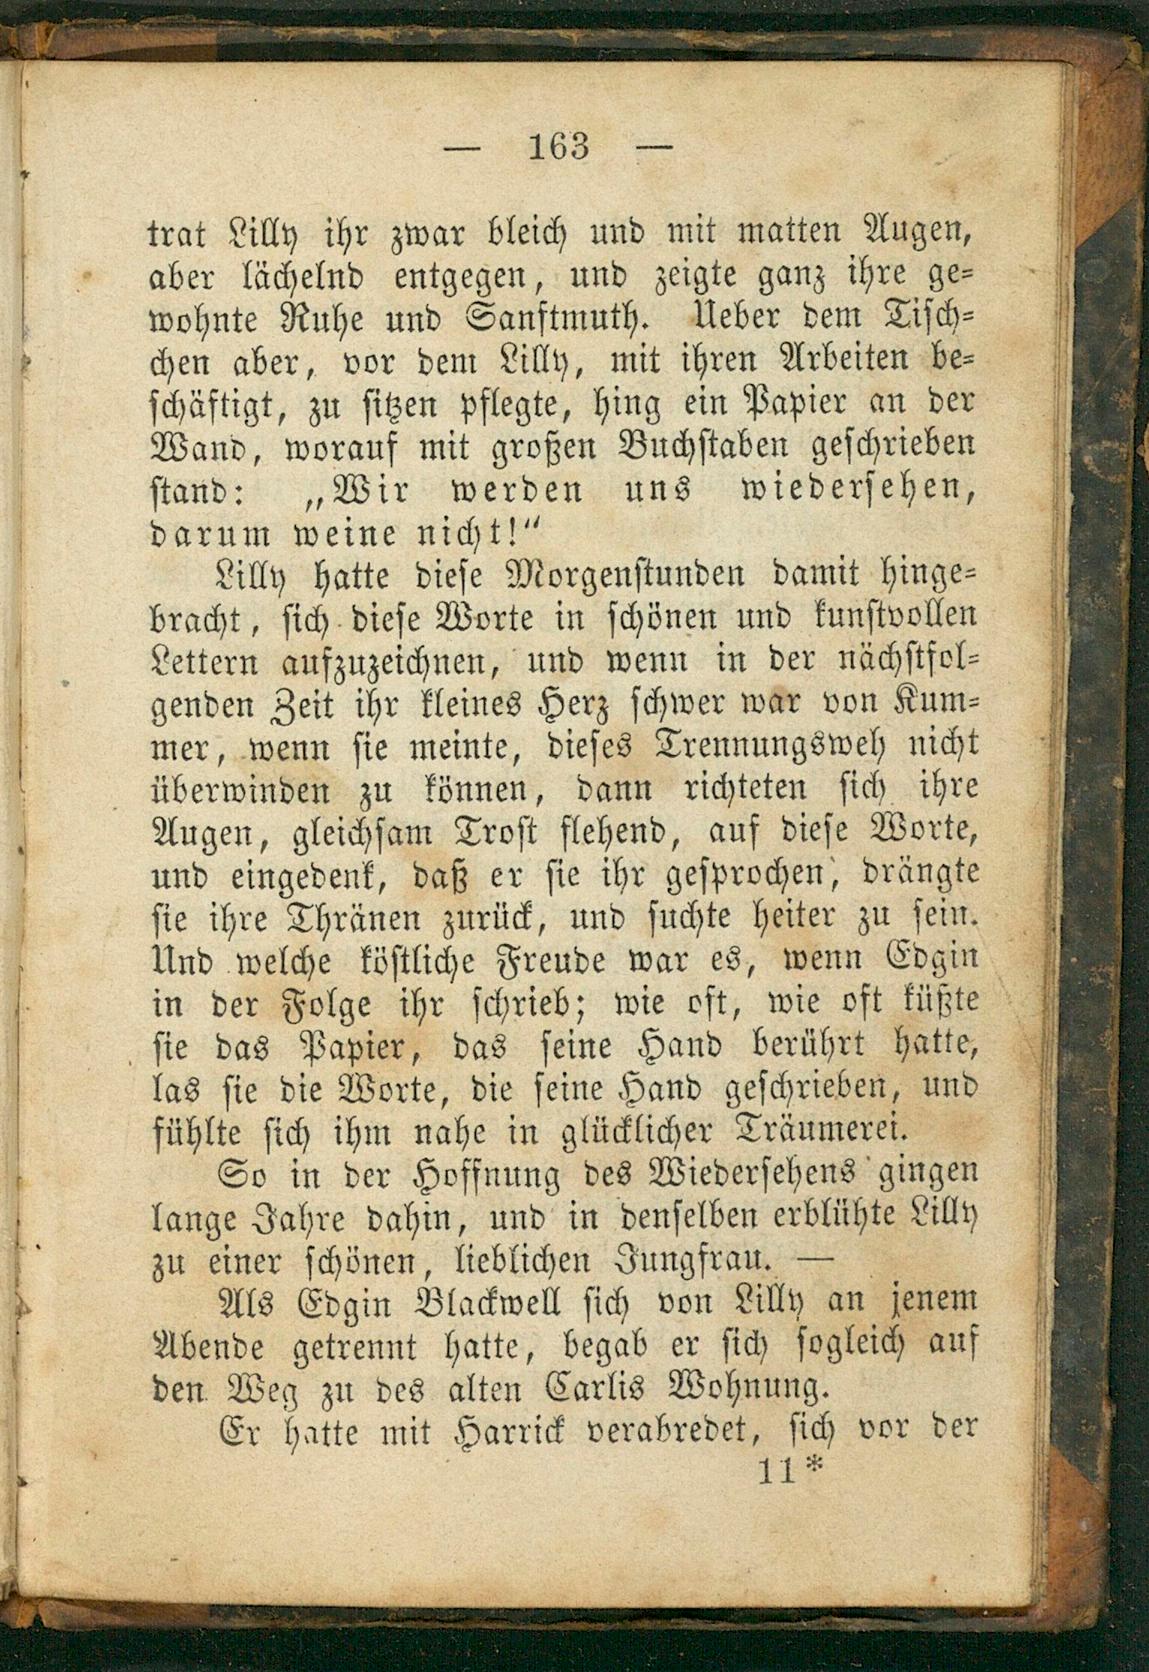 — 163 —
trat Lilly ihr zwar bleich und mit matten Augen,
aber lächelnd entgegen, und zeigte ganz ihre ge-
wohnte Ruhe und Sanftmuth. Ueber dem Tisch-
chen aber, vor dem Lilly, mit ihren Arbeiten be-
schäftigt, zu sitzen pflegte, hing ein Papier an der
Wand, worauf mit großen Buchstaben geschrieben
stand: „Wir werden uns wiedersehen,
darum weine nicht!“
Lilly hatte diese Morgenstunden damit hinge-
bracht, sich diese Worte in schönen und kunstvollen
Lettern aufzuzeichnen, und wenn in der nächstfol-
genden Zeit ihr kleines Herz schwer war von Kum-
mer, wenn sie meinte, dieses Trennungsweh nicht
überwinden zu können, dann richteten sich ihre
Augen, gleichsam Trost flehend, auf diese Worte,
und eingedenk, daß er sie ihr gesprochen, drängte
sie ihre Thränen zurück, und suchte heiter zu sein.
Und welche köstliche Freude war es, wenn Edgin
in der Folge ihr schrieb; wie oft, wie oft küßte
sie das Papier, das seine Hand berührt hatte,
las sie die Worte, die seine Hand geschrieben, und
fühlte sich ihm nahe in glücklicher Träumerei.
So in der Hoffnung des Wiedersehens gingen
lange Jahre dahin, und in denselben erblühte Lilly
zu einer schönen, lieblichen Jungfrau. —
Als Edgin Blackwell sich von Lilly an jenem
Abende getrennt hatte, begab er sich sogleich auf
den Weg zu des alten Carlis Wohnung.
Er hatte mit Harrick verabredet, sich vor der
11*